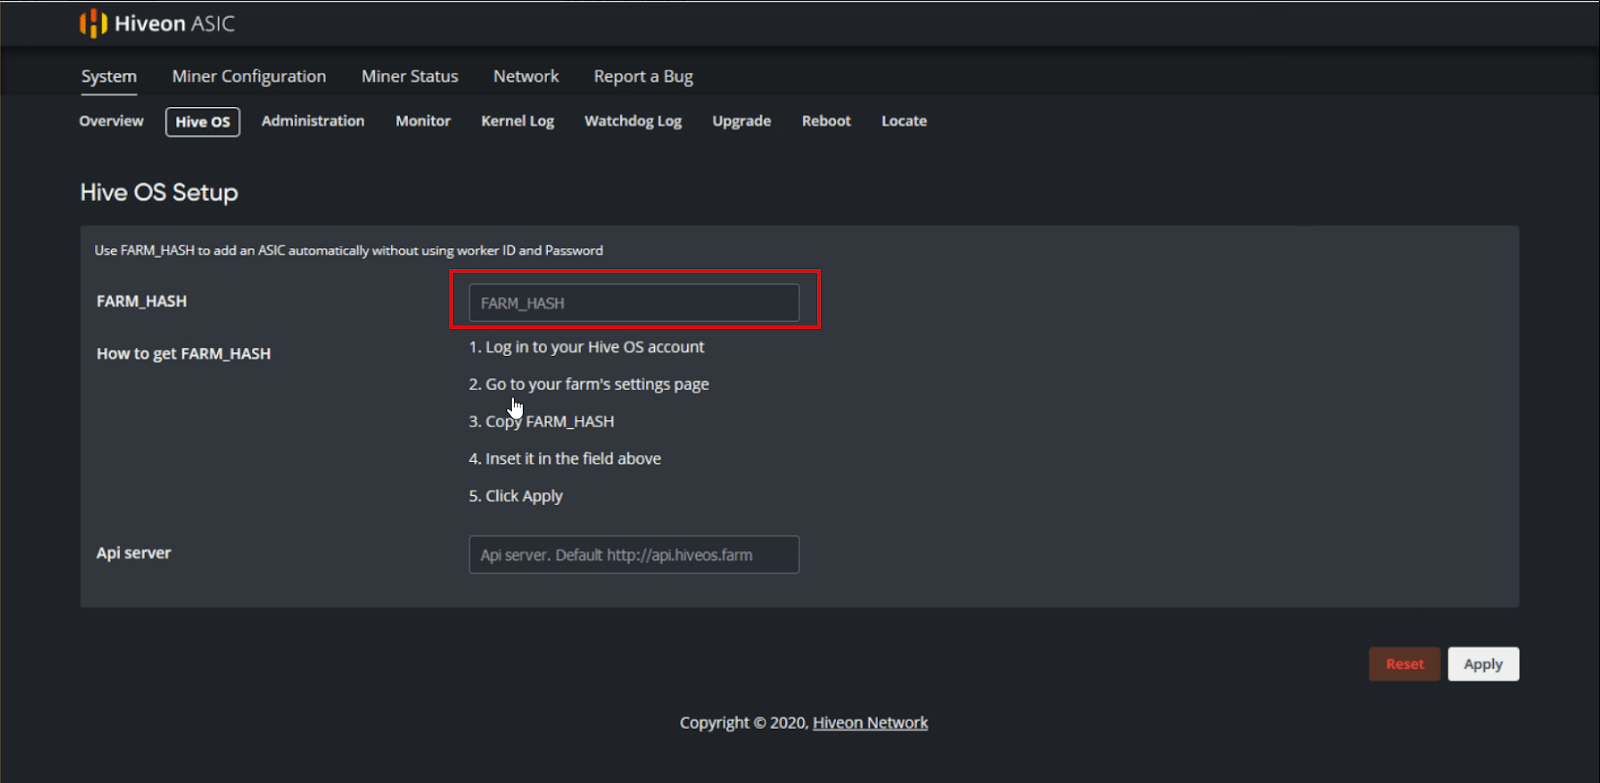 Hiveon ASIC
System Miner Configuration Miner Status Network Report a Bug
Overview Hive OS Administration Monitor Kernel Log Watchdog Log Upgrade Reboot Locate
Hive OS Setup
Use FARM_HASH to add an ASIC automatically without using worker ID and Password
FARM_HASH FARM_HASH
How to get FARM_HASH 1. Log in to your Hive OS account
2. Go to your farm's settings page
3. Copy FARM_HASH
4. Inset it in the field above
5. Click Apply
Api server Api server. Default http://api.hiveos.farm
Reset Apply
Copyright © 2020, Hiveon Network